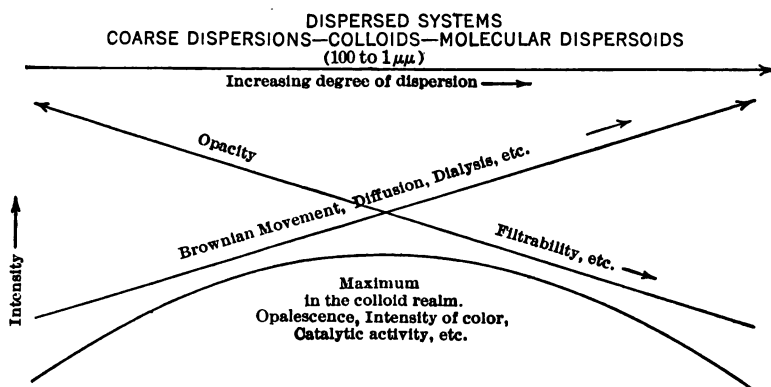 DISPERSED SYSTEMS
COARSE DISPERSIONS—COLLOIDS—MOLECULAR DISPERSOIDS
(100 to 1μμ)
Increasing degree of dispersion
Opacity
Brownian Movement, Diffusion, Dialysis, etc.
Filtrability, etc.
Intensity
Maximum
in the colloid realm.
Opalescence, Intensity of color,
Catalytic activity, etc.